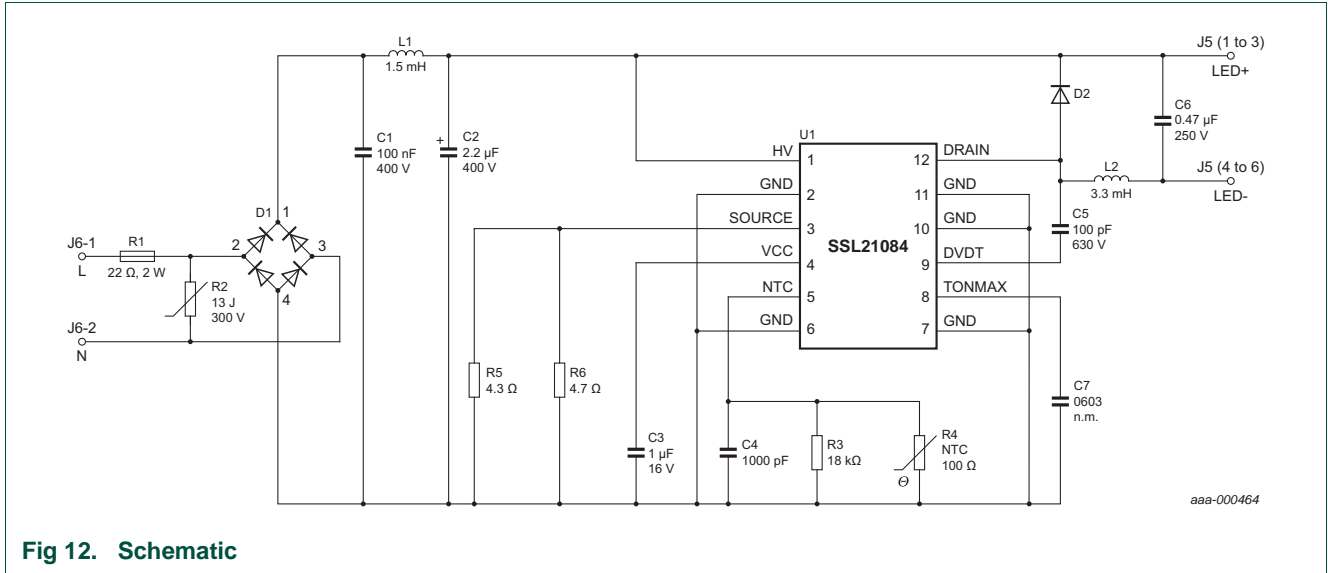 L1
1.5 mH
J5 (1 to 3)
LED+
D2
C6
0.47 µF
250 V
C1
100 nF
400 V
+
C2
2.2 µF
400 V
U1
HV
1
12
DRAIN
L2
3.3 mH
J5 (4 to 6)
LED-
GND
2
11
GND
D1
1
2
3
4
SOURCE
3
SSL21084
10
GND
C5
100 pF
630 V
J6-1
L
R1
22 Ω, 2 W
VCC
4
9
DVDT
R2
13 J
300 V
NTC
5
8
TONMAX
J6-2
N
GND
6
7
GND
R5
4.3 Ω
R6
4.7 Ω
C7
0603
n.m.
C3
1 µF
16 V
C4
1000 pF
R3
18 kΩ
R4
NTC
100 Ω
Θ
aaa-000464
Fig 12. Schematic